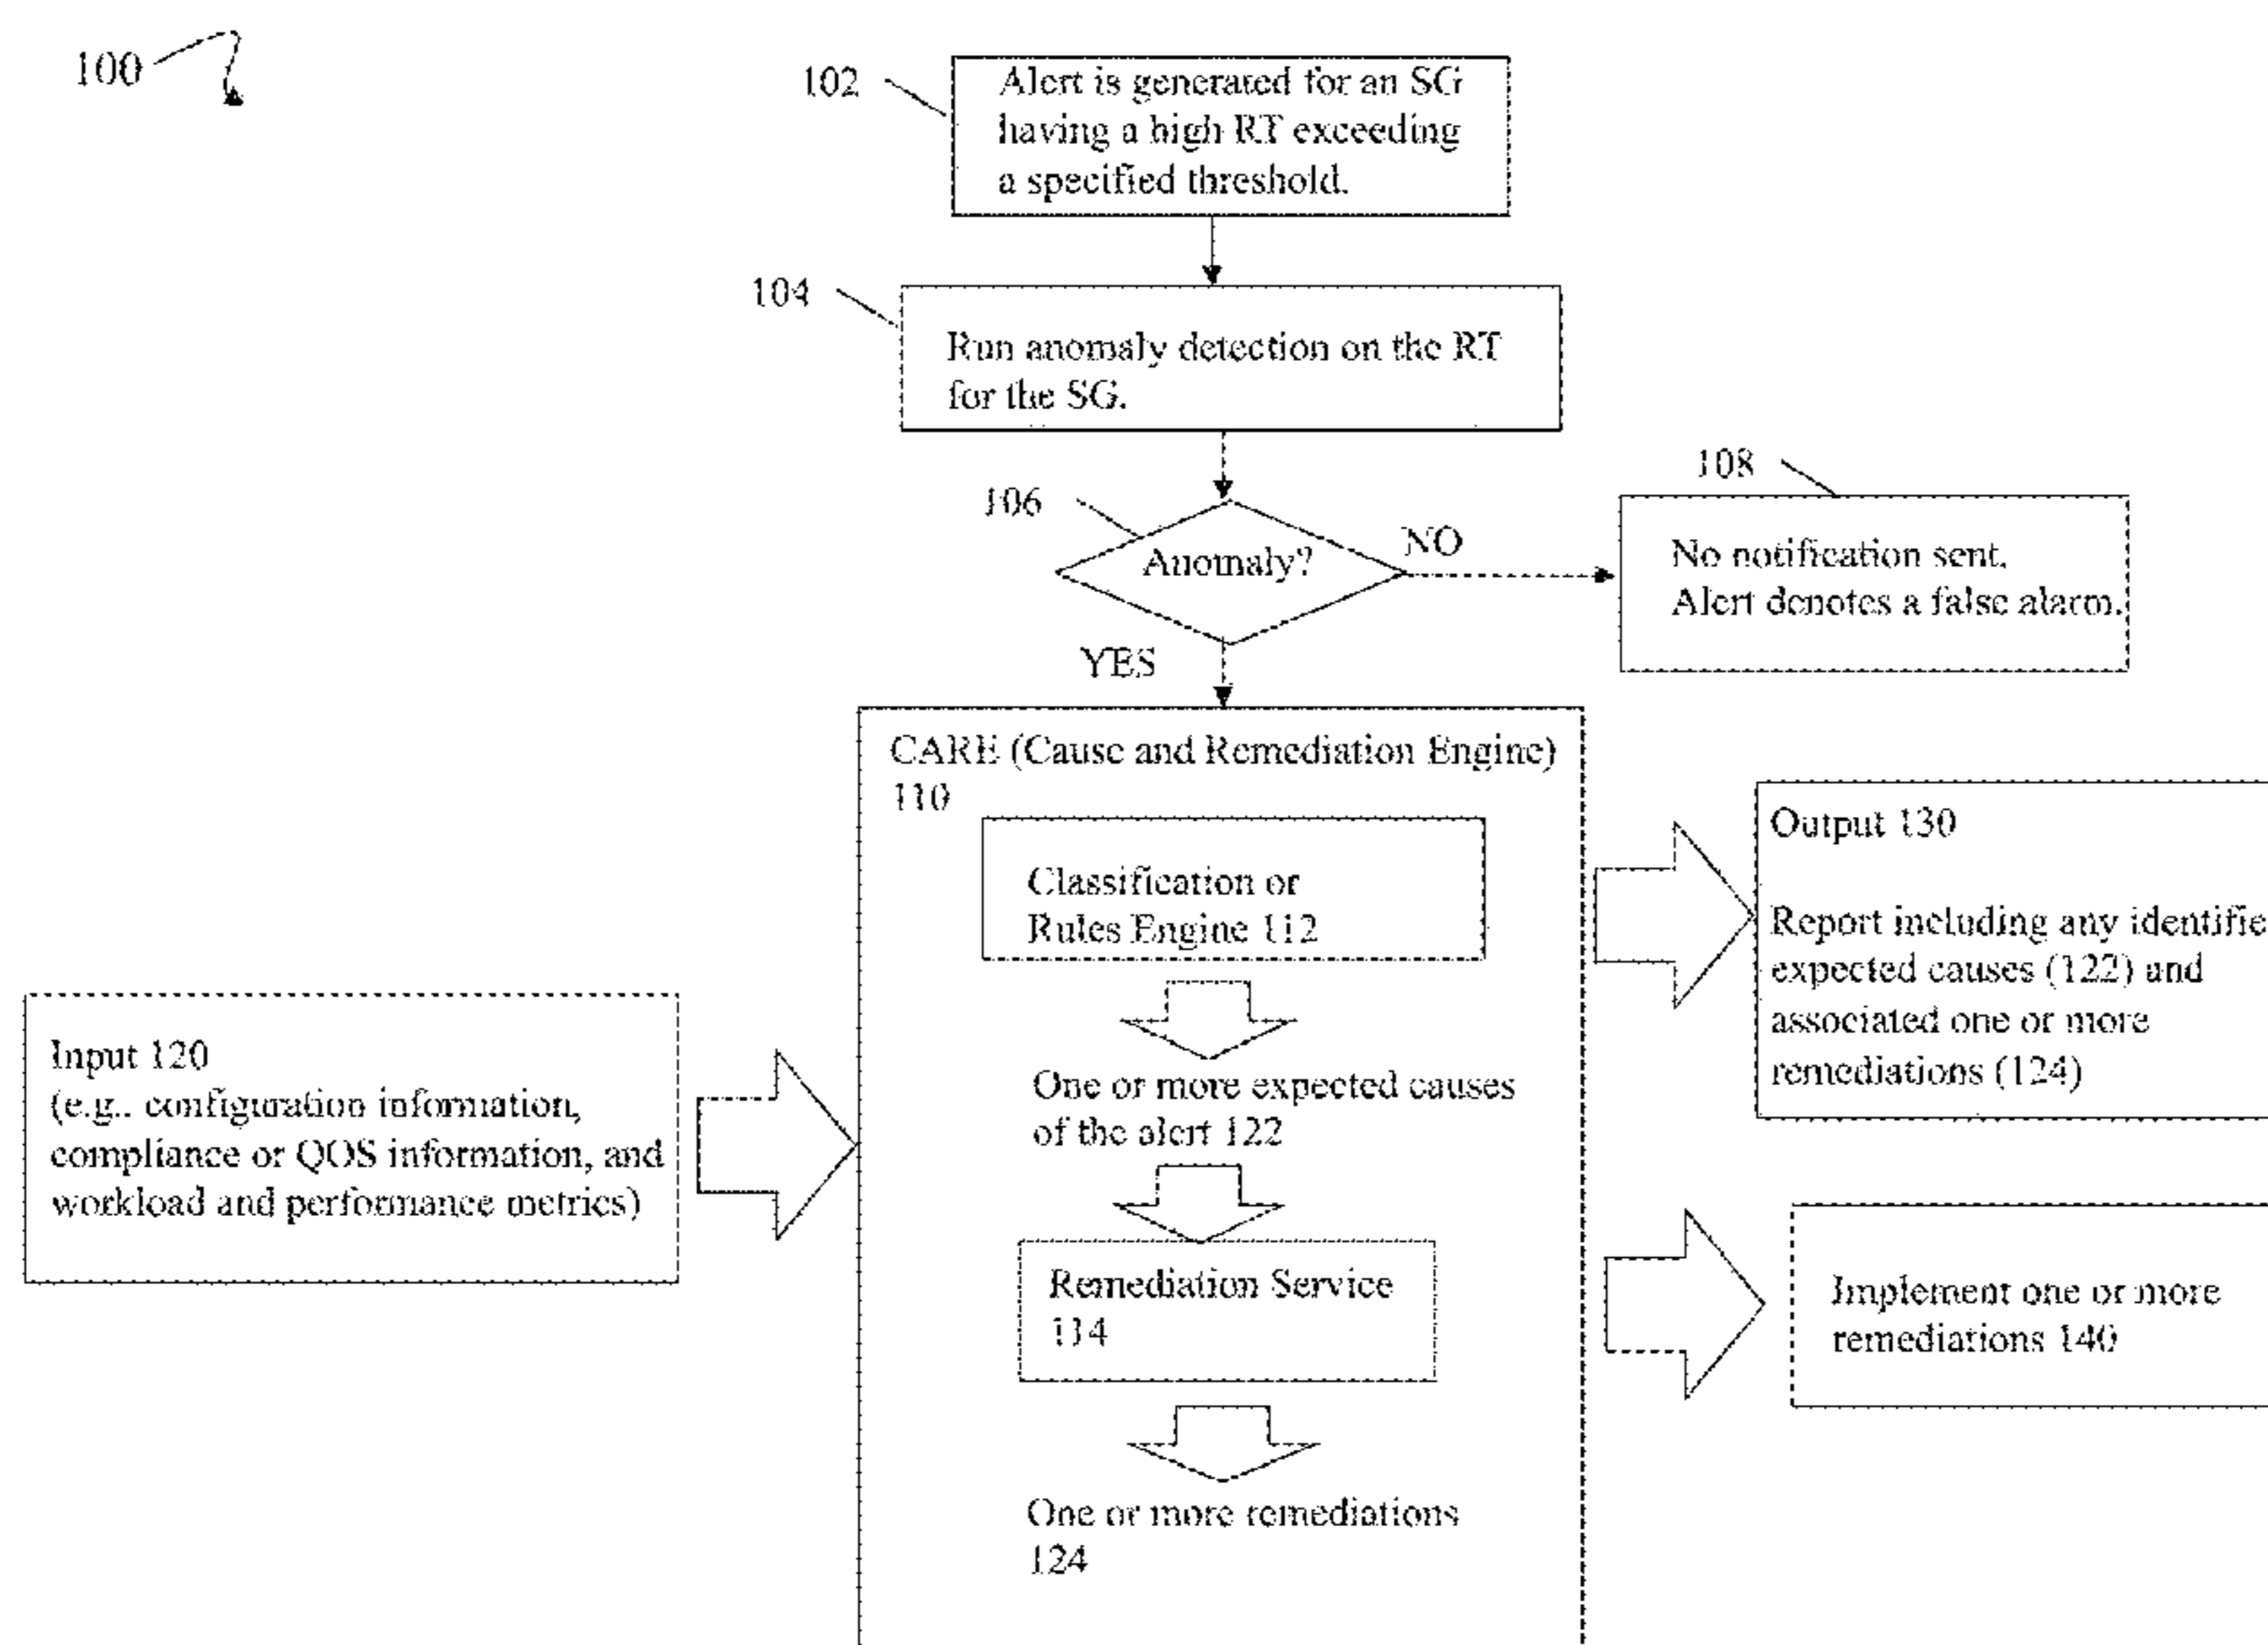 100
102
Alert is generated for an SG
having a high RT exceeding
a specified threshold.
104
Run anomaly detection on the RT
for the SG.
106
Anomaly?
NO
108
No notification sent.
Alert denotes a false alarm.
YES
CARE (Cause and Remediation Engine)
110
Classification or
Rules Engine 112
One or more expected causes
of the alert 122
Remediation Service
114
One or more remediations
124
Input 120
(e.g., configuration information,
compliance or QOS information, and
workload and performance metrics)
Output 130
Report including any identifie
expected causes (122) and
associated one or more
remediations (124)
Implement one or more
remediations 140